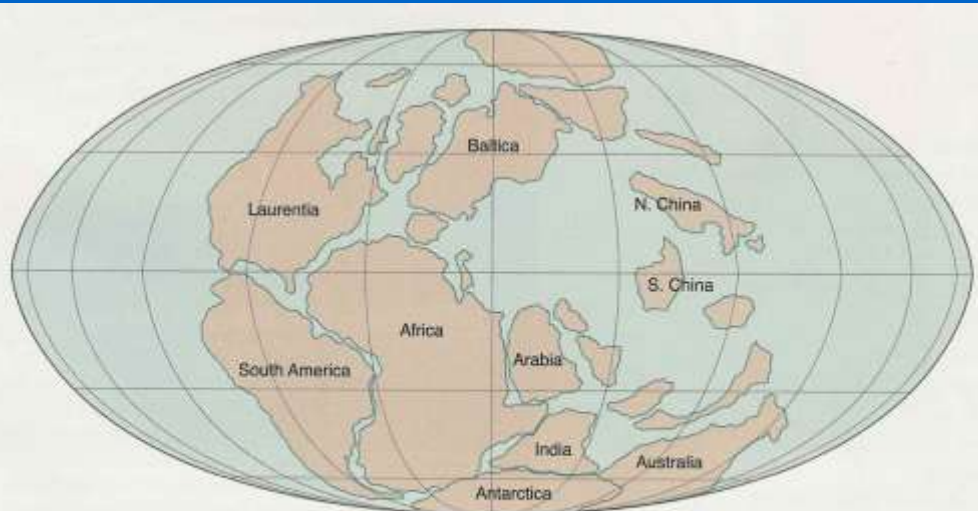 Baltica
Laurentia
N. China
S. China
Africa
Arabia
South America
India
Australia
Antarctica